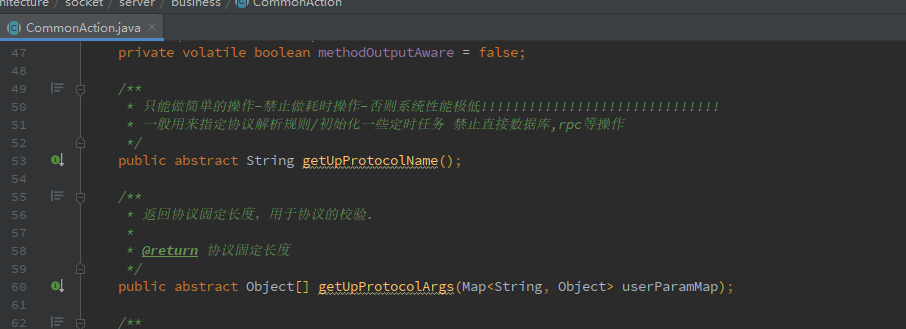 hitecture / socket / server / business / CommonAction
CommonAction.java
47 private volatile boolean methodOutputAware = false;
48
49 /**
50 * 只能做简单的操作-禁止做耗时操作-否则系统性能极低!!!!!!!!!!!!!!!!!!!!!!!!!!!!!!
51 * 一般用来指定协议解析规则/初始化一些定时任务 禁止直接数据库,rpc等操作
52 */
53 public abstract String getUpProtocolName();
54
55 /**
56 * 返回协议固定长度，用于协议的校验.
57 *
58 * @return 协议固定长度
59 */
60 public abstract Object[] getUpProtocolArgs(Map<String, Object> userParamMap);
61
62 /**